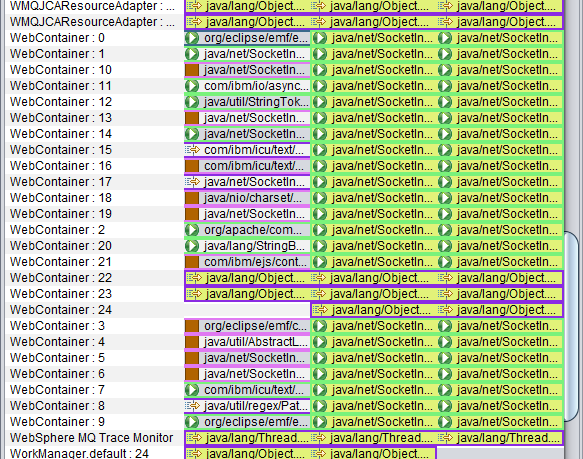 WMQJCAResourceAdapter : ... java/lang/Object... java/lang/Object... java/lang/Object...
WMQJCAResourceAdapter : ... java/lang/Object... java/lang/Object... java/lang/Object...
WebContainer : 0 org/eclipse/emf/e... java/net/SocketIn... java/net/SocketIn...
WebContainer : 1 java/net/SocketIn... java/net/SocketIn... java/net/SocketIn...
WebContainer : 10 java/net/SocketIn... java/net/SocketIn... java/net/SocketIn...
WebContainer : 11 com/ibm/io/async... java/net/SocketIn... java/net/SocketIn...
WebContainer : 12 java/util/StringTok... java/net/SocketIn... java/net/SocketIn...
WebContainer : 13 java/net/SocketIn... java/net/SocketIn... java/net/SocketIn...
WebContainer : 14 java/net/SocketIn... java/net/SocketIn... java/net/SocketIn...
WebContainer : 15 com/ibm/icu/text/... java/net/SocketIn... java/net/SocketIn...
WebContainer : 16 com/ibm/icu/text/... java/net/SocketIn... java/net/SocketIn...
WebContainer : 17 java/net/SocketIn... java/net/SocketIn... java/net/SocketIn...
WebContainer : 18 java/nio/charset/... java/net/SocketIn... java/net/SocketIn...
WebContainer : 19 java/net/SocketIn... java/net/SocketIn... java/net/SocketIn...
WebContainer : 2 org/apache/com... java/net/SocketIn... java/net/SocketIn...
WebContainer : 20 java/lang/StringB... java/net/SocketIn... java/net/SocketIn...
WebContainer : 21 com/ibm/ejs/cont... java/net/SocketIn... java/net/SocketIn...
WebContainer : 22 java/lang/Object... java/lang/Object... java/lang/Object...
WebContainer : 23 java/lang/Object... java/lang/Object... java/lang/Object...
WebContainer : 24 java/lang/Object... java/lang/Object...
WebContainer : 3 org/eclipse/emf/c... java/net/SocketIn... java/net/SocketIn...
WebContainer : 4 java/util/AbstractL... java/net/SocketIn... java/net/SocketIn...
WebContainer : 5 java/net/SocketIn... java/net/SocketIn... java/net/SocketIn...
WebContainer : 6 java/net/SocketIn... java/net/SocketIn... java/net/SocketIn...
WebContainer : 7 com/ibm/icu/text/... java/net/SocketIn... java/net/SocketIn...
WebContainer : 8 java/util/regex/Pat... java/net/SocketIn... java/net/SocketIn...
WebContainer : 9 org/eclipse/emf/e... java/net/SocketIn... java/net/SocketIn...
WebSphere MQ Trace Monitor java/lang/Thread... java/lang/Thread... java/lang/Thread...
WorkManager.default : 24 java/lang/Object... java/lang/Object...